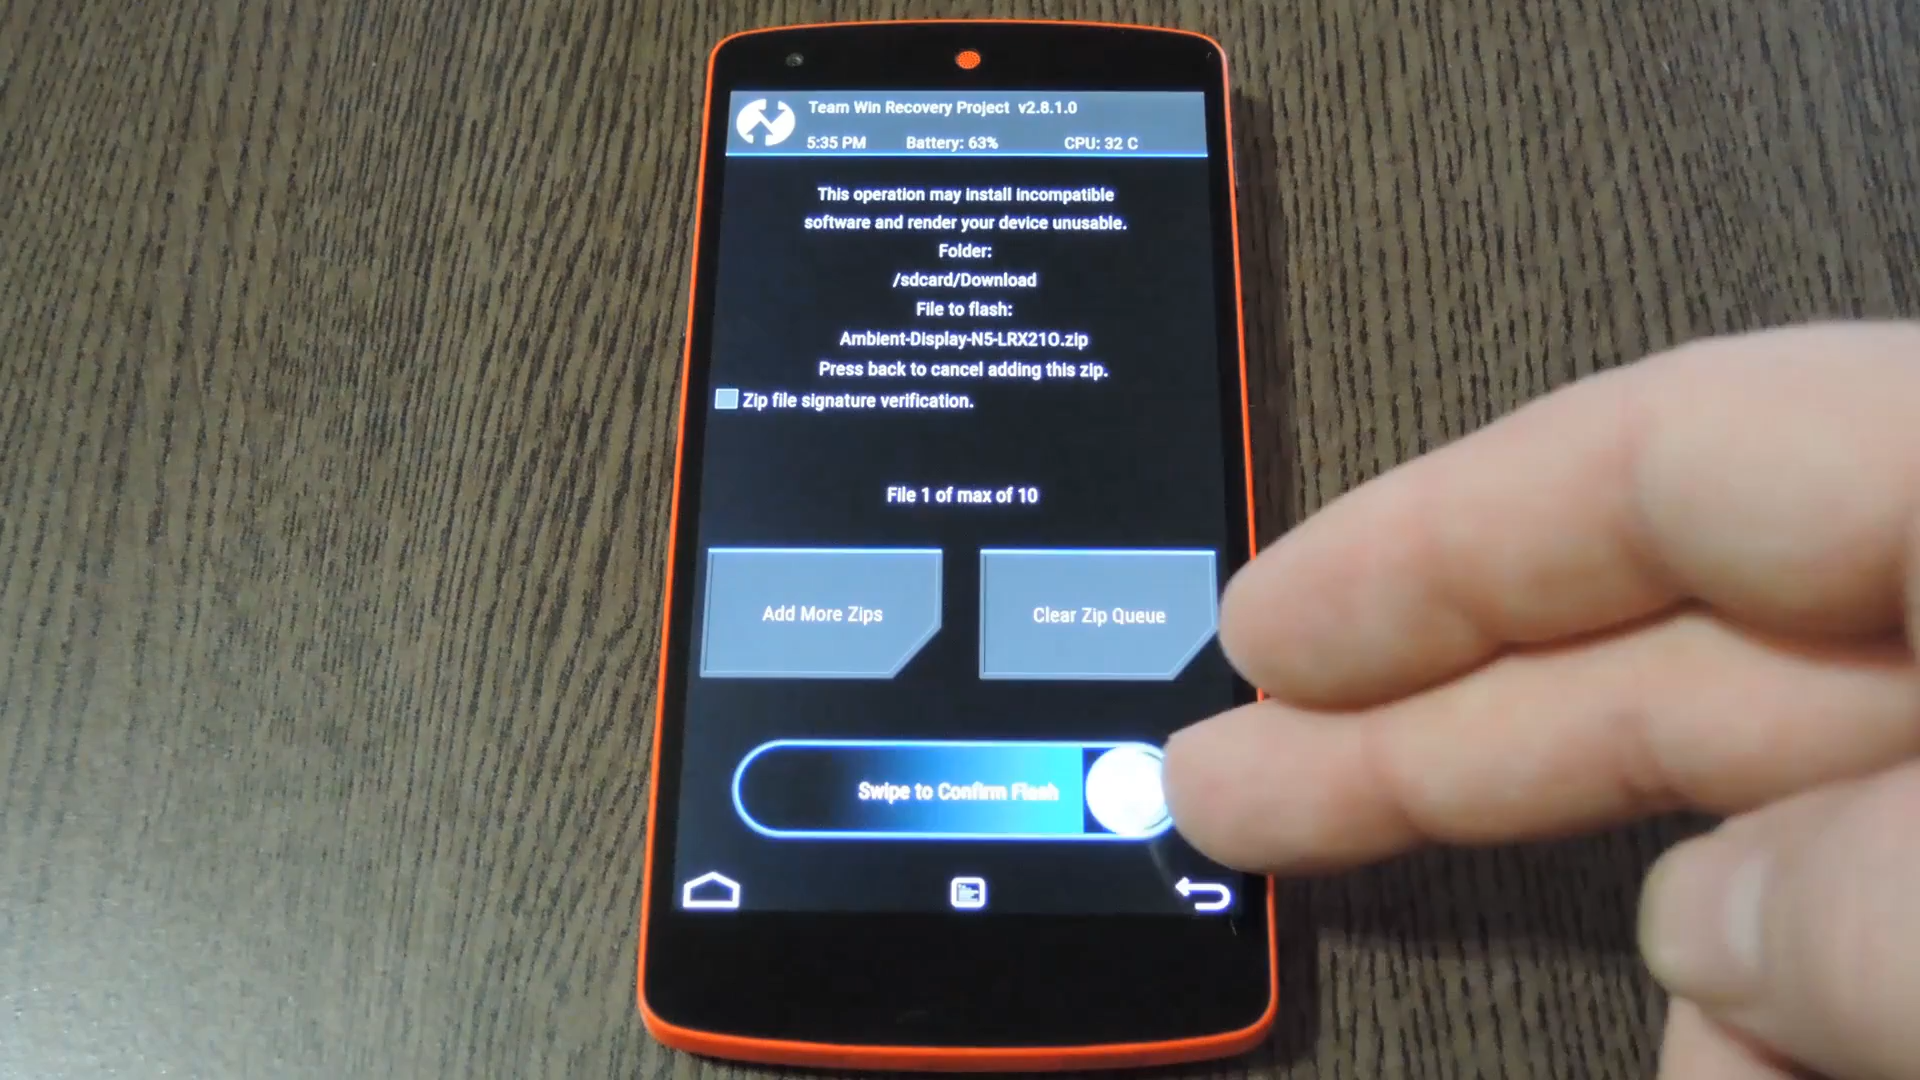 Team Win Recovery Project v2.8.1.0
5:35 PM Battery: 63% CPU: 32 C
This operation may install incompatible
software and render your device unusable.
Folder:
/sdcard/Download
File to flash:
Ambient-Display-N5-LRX21O.zip
Press back to cancel adding this zip.
Zip file signature verification.
File 1 of max of 10
Add More Zips
Clear Zip Queue
Swipe to Confirm Flash